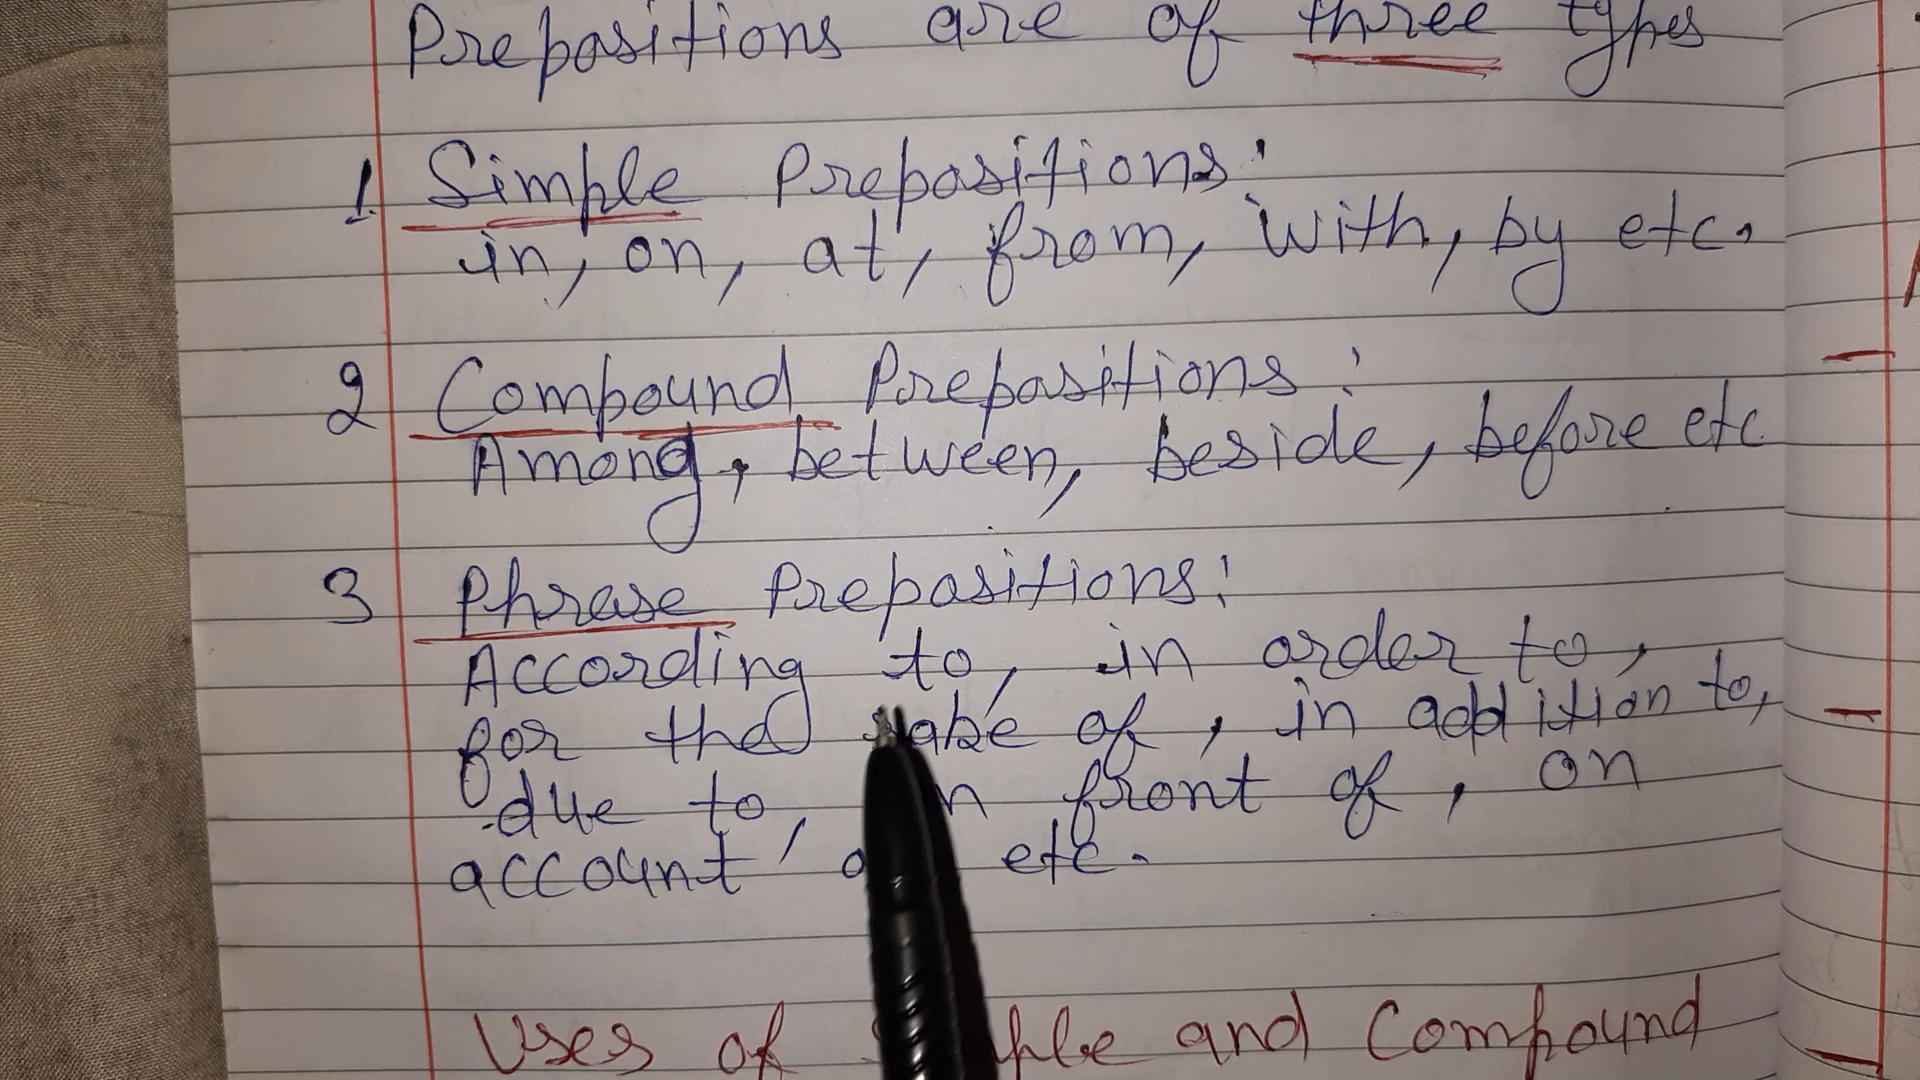 Prepositions are of three types
1. Simple Prepositions:
in, on, at, from, with, by etc.
2 Compound Prepositions:
Among, between, beside, before etc
3 Phrase Prepositions:
According to, in order to,
for the sake of, in addition to,
due to, front of, on
account etc.
Uses of and Compound